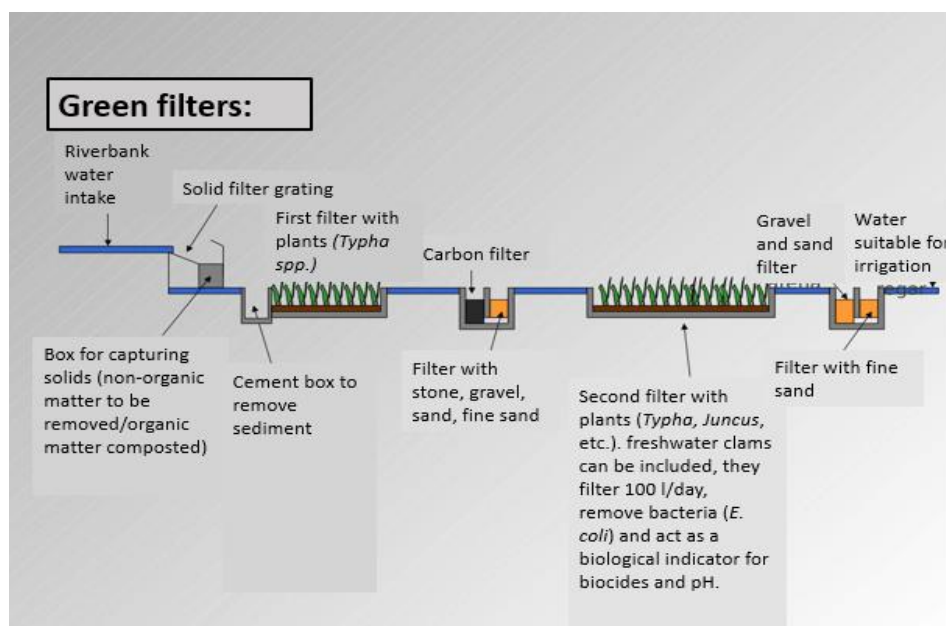 Green filters:
Riverbank
water
intake
Solid filter grating
First filter with
plants (Typha
spp.)
Carbon filter
Gravel
and sand
filter
Water
suitable for
irrigation
Box for capturing
solids (non-organic
matter to be
removed/organic
matter composted)
Cement box to
remove
sediment
Filter with
stone, gravel,
sand, fine sand
Second filter with
plants (Typha, Juncus,
etc.). freshwater clams
can be included, they
filter 100 l/day,
remove bacteria (E.
coli) and act as a
biological indicator for
biocides and pH.
Filter with fine
sand